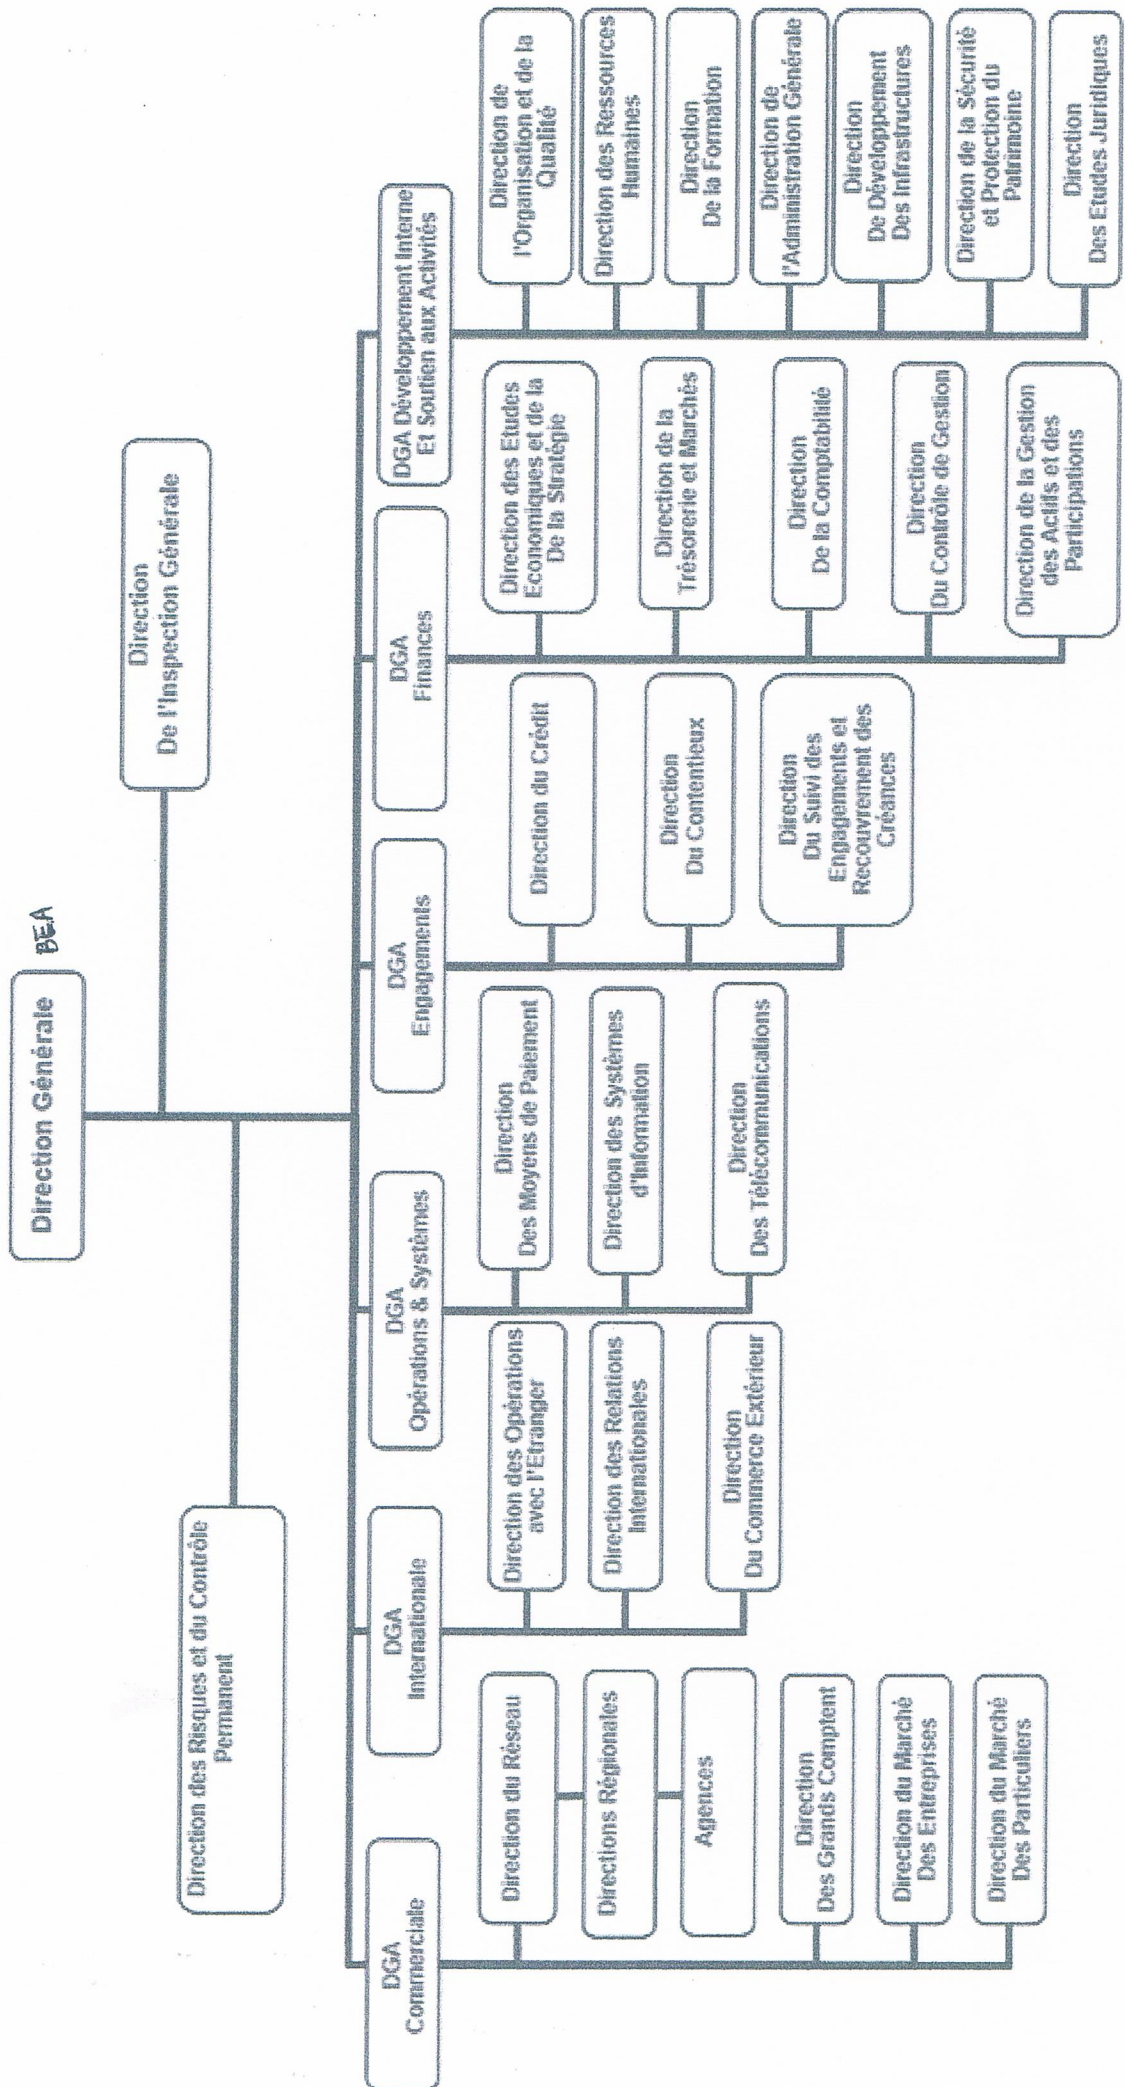 Direction Générale
BEA
Direction
De l'Inspection Générale
Direction des Risques et du Contrôle
Permanent
DGA
Commerciale
Direction du Réseau
Directions Régionales
Agences
Direction
Des Grands Comptent
Direction du Marché
Des Entreprises
Direction du Marché
Des Particuliers
DGA
Internationale
Direction des Opérations
avec l'Etranger
Direction des Relations
Internationales
Direction
Du Commerce Extérieur
DGA
Opérations & Systèmes
Direction
Des Moyens de Paiement
Direction des Systèmes
d'Information
Direction
Des Télécommunications
DGA
Engagements
Direction du Crédit
Direction
Du Contentieux
Direction
Du Suivi des
Engagements et
Recouvrement des
Créances
DGA
Finances
Direction des Etudes
Economiques et de la
De la Stratégie
Direction de la
Trésorerie et Marchés
Direction
De la Comptabilité
Direction
Du Contrôle de Gestion
Direction de la Gestion
des Actifs et des
Participations
DGA Développement Interne
Et Soutien aux Activités
Direction de
l'Organisation et de la
Qualité
Direction des Ressources
Humaines
Direction
De la Formation
Direction de
l'Administration Générale
Direction
De Développement
Des Infrastructures
Direction de la Sécurité
et Protection du
Patrimoine
Direction
Des Etudes Juridiques